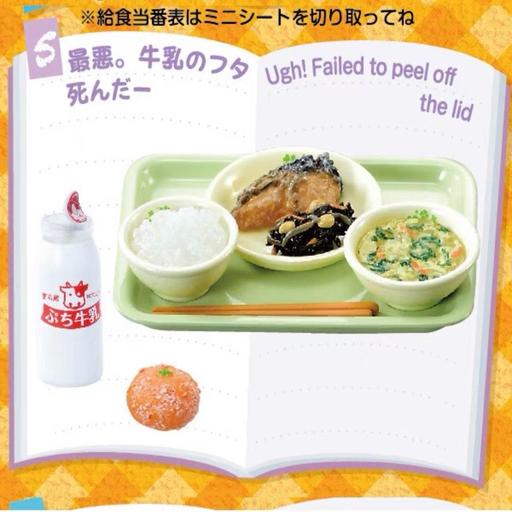 ※給食当番表はミニシートを切り取ってね
5
最悪。牛乳のフタ
死んだー
Ugh! Failed to peel off
the lid
ぷち牛乳